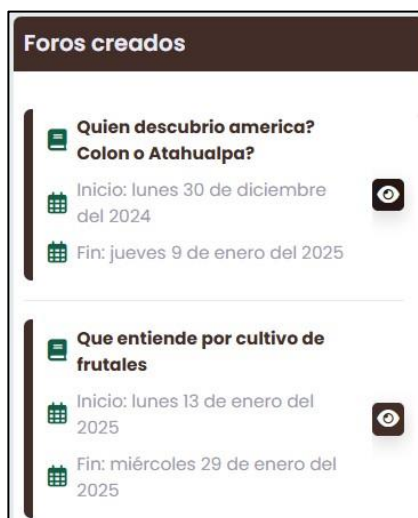 Foros creados
Quien descubrio america?
Colon o Atahualpa?
Inicio: lunes 30 de diciembre
del 2024
Fin: jueves 9 de enero del 2025
Que entiende por cultivo de
frutales
Inicio: lunes 13 de enero del
2025
Fin: miércoles 29 de enero del
2025